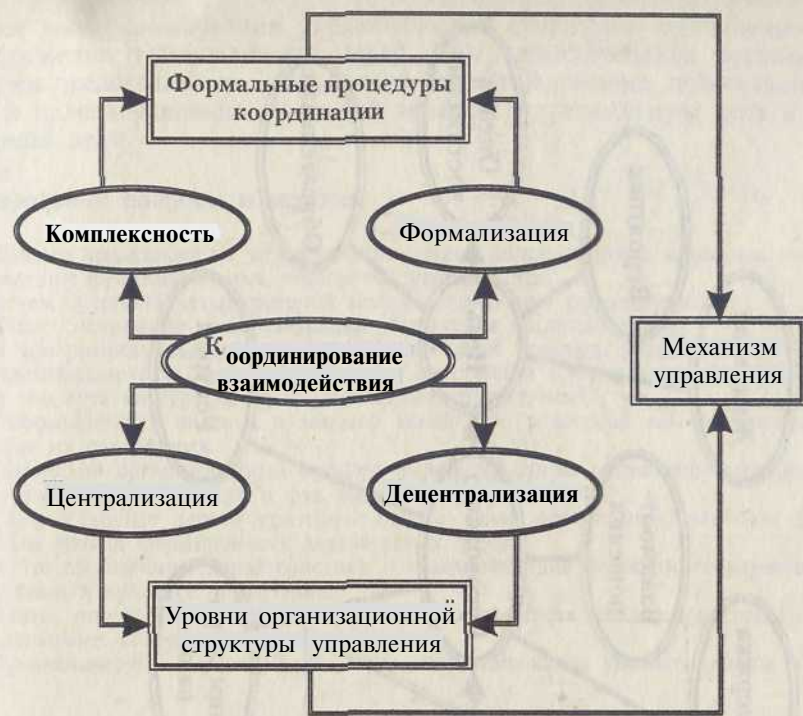 Формальные процедуры
координации
Комплексность
Формализация
Координирование
взаимодействия
Механизм
управления
Централизация
Децентрализация
Уровни организационной
структуры управления